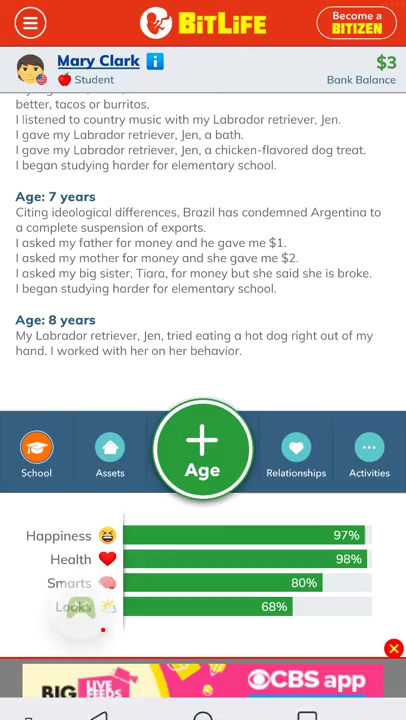 BitLife
Become a
BITIZEN
Mary Clark
Student
$3
Bank Balance
better, tacos or burritos.
I listened to country music with my Labrador retriever, Jen.
I gave my Labrador retriever, Jen, a bath.
I gave my Labrador retriever, Jen, a chicken-flavored dog treat.
I began studying harder for elementary school.
Age: 7 years
Citing ideological differences, Brazil has condemned Argentina to
a complete suspension of exports.
I asked my father for money and he gave me $1.
I asked my mother for money and she gave me $2.
I asked my big sister, Tiara, for money but she said she is broke.
I began studying harder for elementary school.
Age: 8 years
My Labrador retriever, Jen, tried eating a hot dog right out of my
hand. I worked with her on her behavior.
School
Assets
Age
Relationships
Activities
Happiness 97%
Health 98%
Smarts 80%
Looks 68%
BIG
LIVE
FEEDS
CBS app